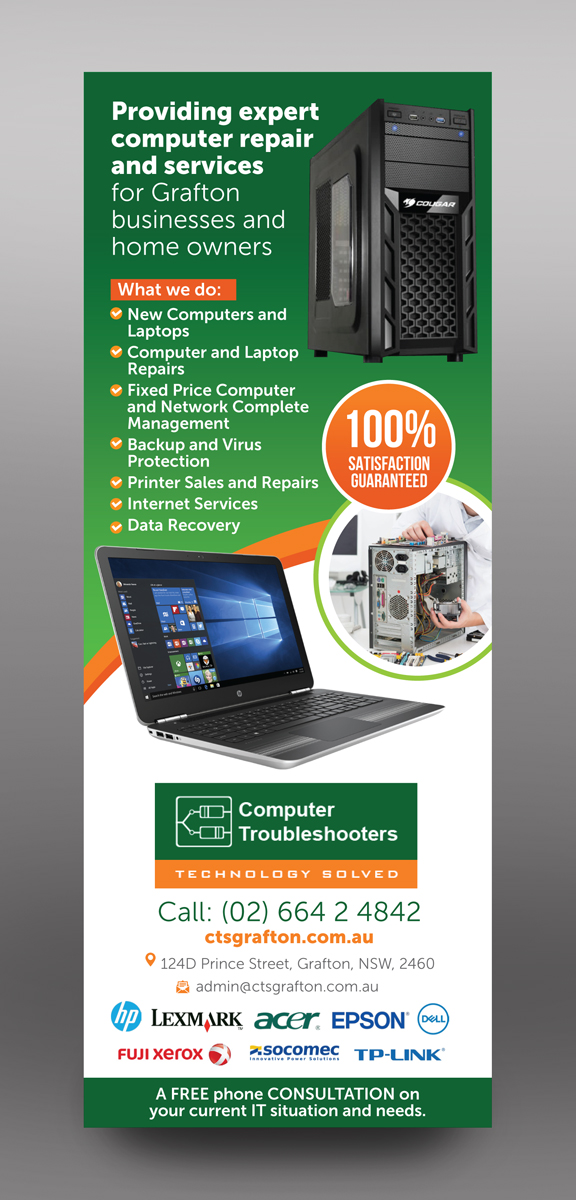 Providing expert
computer repair
and services
for Grafton
businesses and
home owners
COUGAR
What we do:
New Computers and
Laptops
Computer and Laptop
Repairs
Fixed Price Computer
and Network Complete
Management
Backup and Virus
Protection
Printer Sales and Repairs
Internet Services
Data Recovery
100%
SATISFACTION
GUARANTEED
hp
Computer
Troubleshooters
TECHNOLOGY SOLVED
Call: (02) 664 2 4842
ctsgrafton.com.au
124D Prince Street, Grafton, NSW, 2460
admin@ctsgrafton.com.au
hp LEXMARK™ acer® EPSON® DELL
FUJI XEROX socomec TP-LINK®
Innovative Power Solutions
A FREE phone CONSULTATION on
your current IT situation and needs.